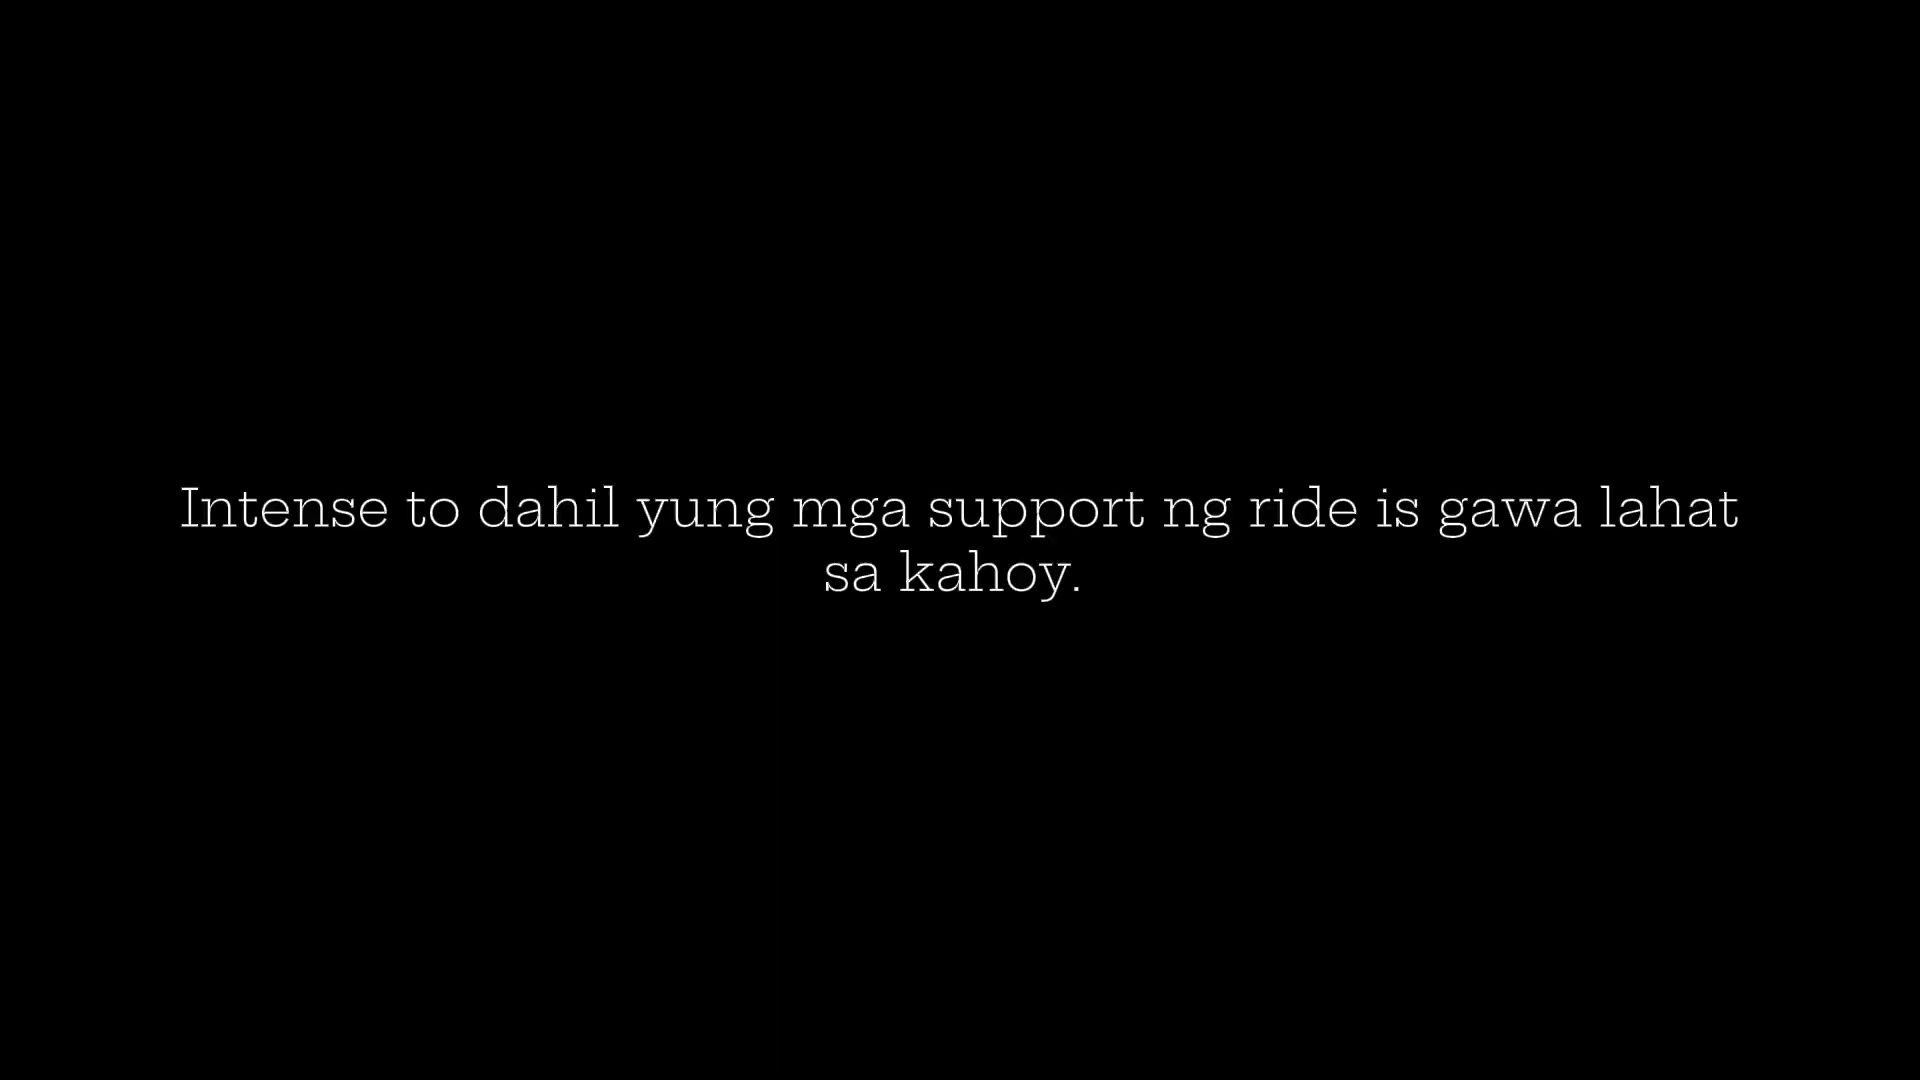 Intense to dahil yung mga support ng ride is gawa lahat
sa kahoy.